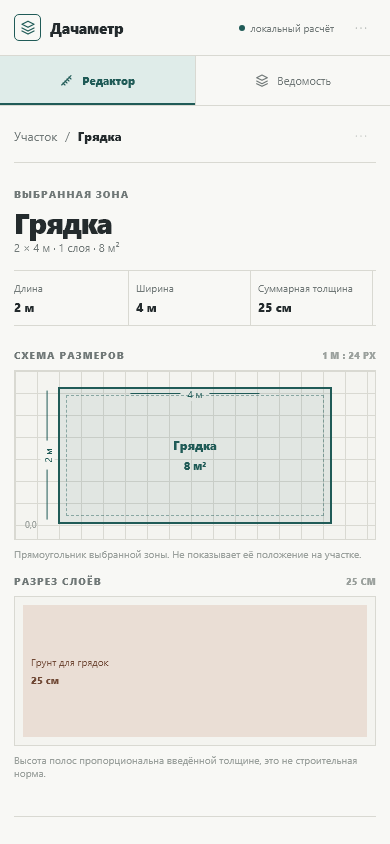 Дачаметр
локальный расчёт
...
Редактор
Ведомость
Участок / Грядка
...
ВЫБРАННАЯ ЗОНА
Грядка
2 × 4 м · 1 слоя · 8 м²
Длина
2 м
Ширина
4 м
Суммарная толщина
25 см
СХЕМА РАЗМЕРОВ
1 М : 24 PX
4 м
2 м
Грядка
8 м²
0,0
Прямоугольник выбранной зоны. Не показывает её положение на участке.
РАЗРЕЗ СЛОЁВ
25 СМ
Грунт для грядок
25 см
Высота полос пропорциональна введённой толщине, это не строительная
норма.